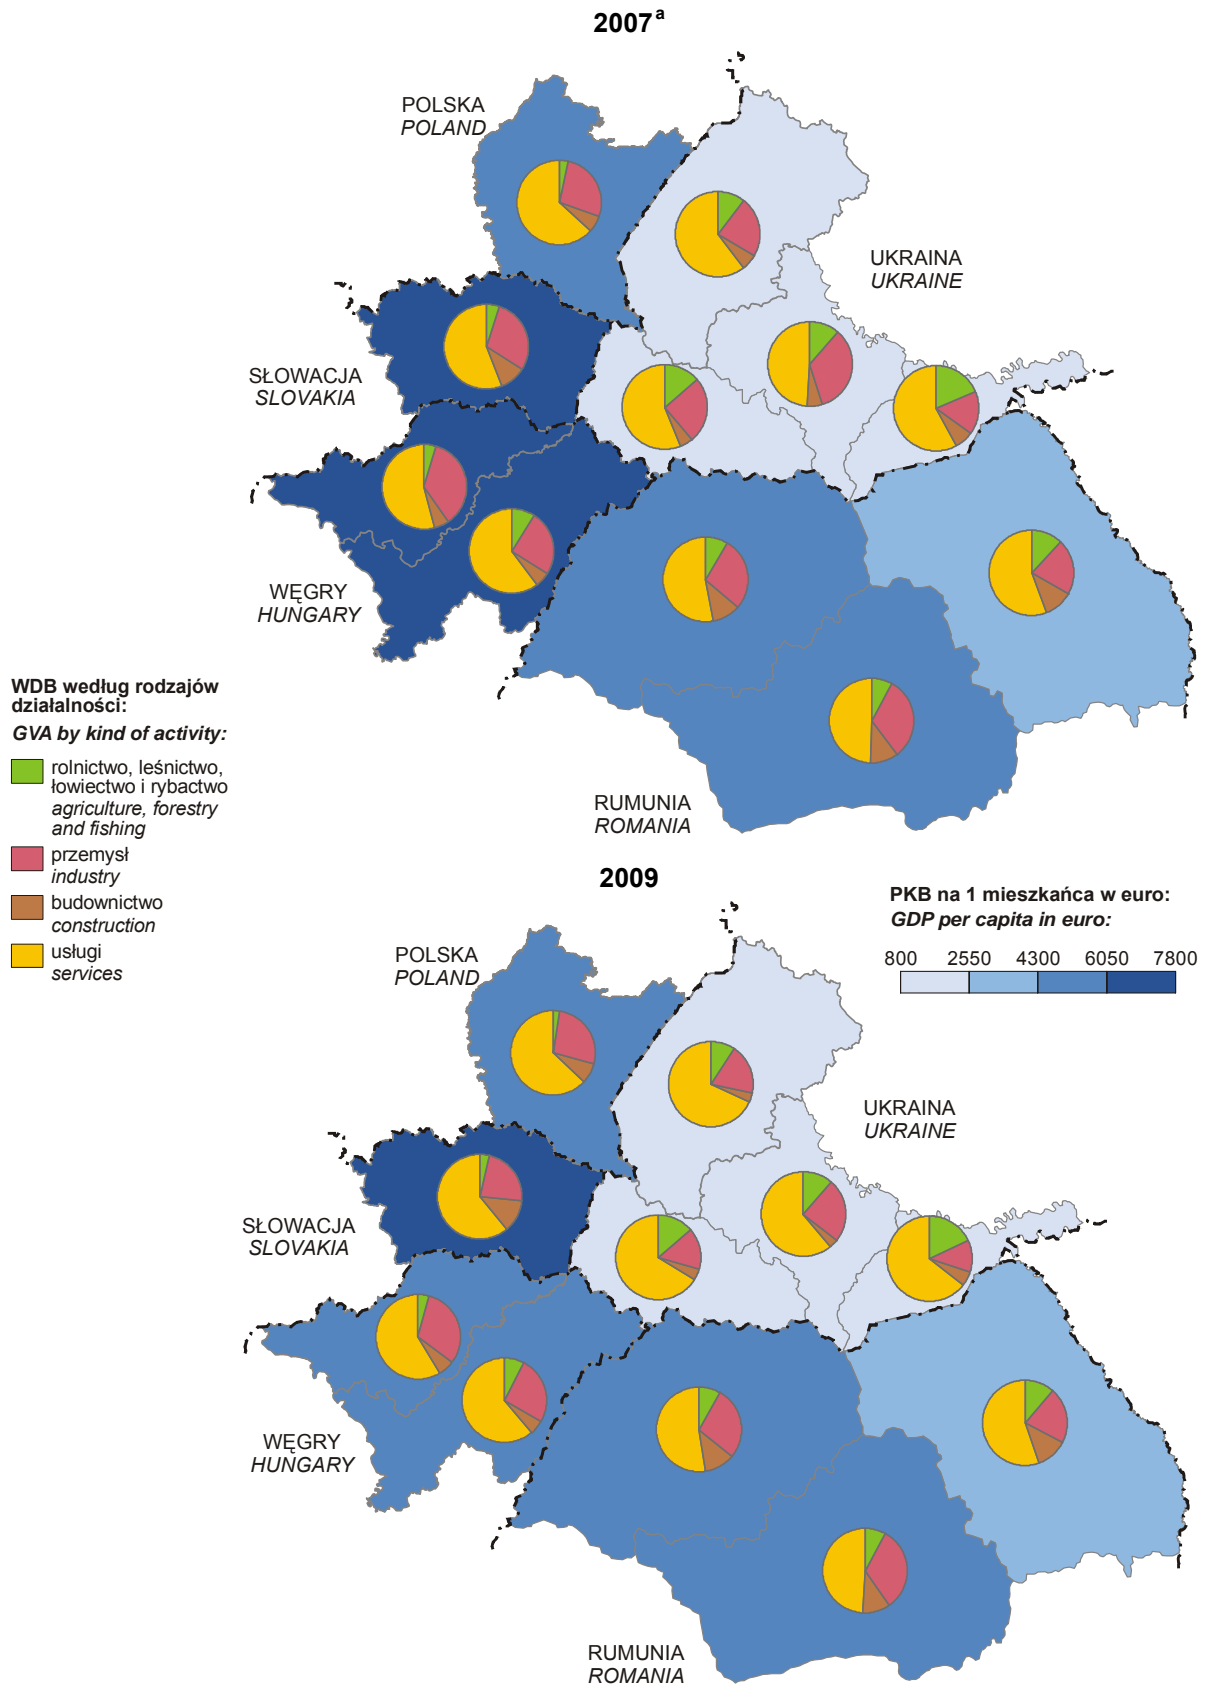 2007 a
POLSKA
POLAND
UKRAINA
UKRAINE
SŁOWACJA
SLOVAKIA
WĘGRY
HUNGARY
RUMUNIA
ROMANIA
WDB według rodzajów
działalności:
GVA by kind of activity:
rolnictwo, leśnictwo,
łowiectwo i rybactwo
agriculture, forestry
and fishing
przemysł
industry
budownictwo
construction
usługi
services
2009
PKB na 1 mieszkańca w euro:
GDP per capita in euro:
800 2550 4300 6050 7800
POLSKA
POLAND
UKRAINA
UKRAINE
SŁOWACJA
SLOVAKIA
WĘGRY
HUNGARY
RUMUNIA
ROMANIA